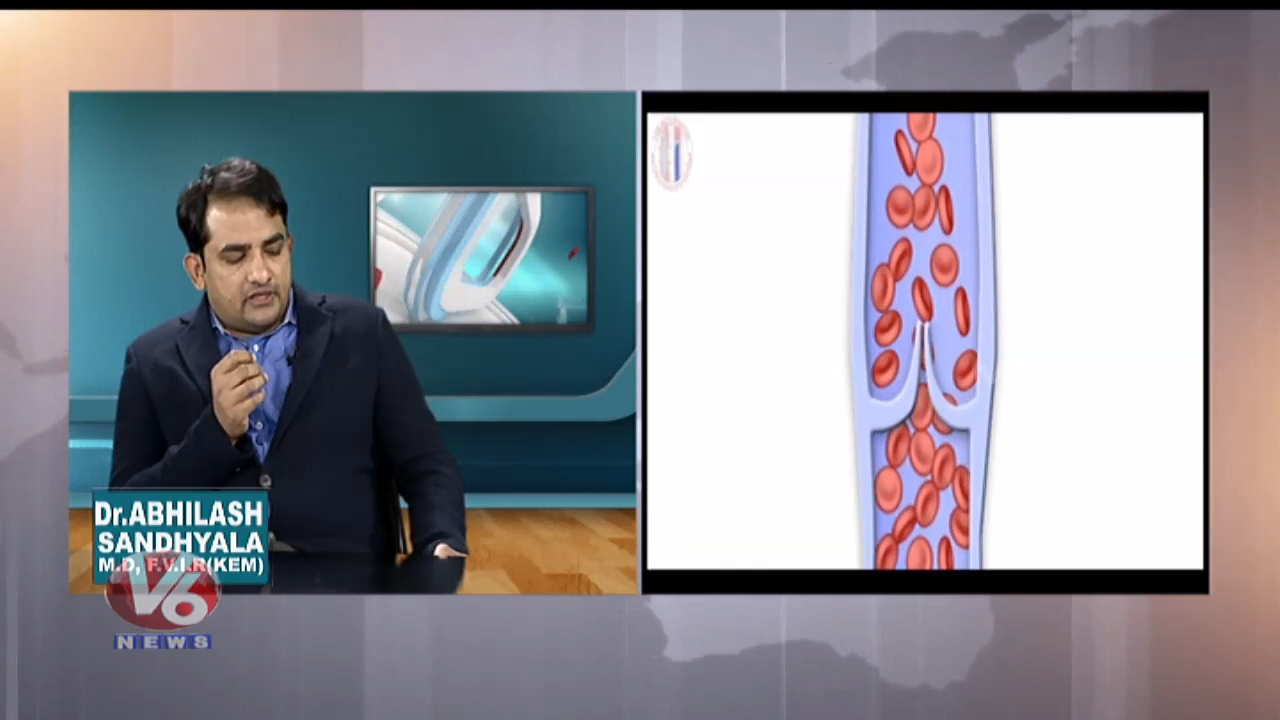 Dr.ABHILASH
SANDHYALA
M.D, F.V.I.R(KEM)
V6
NEWS